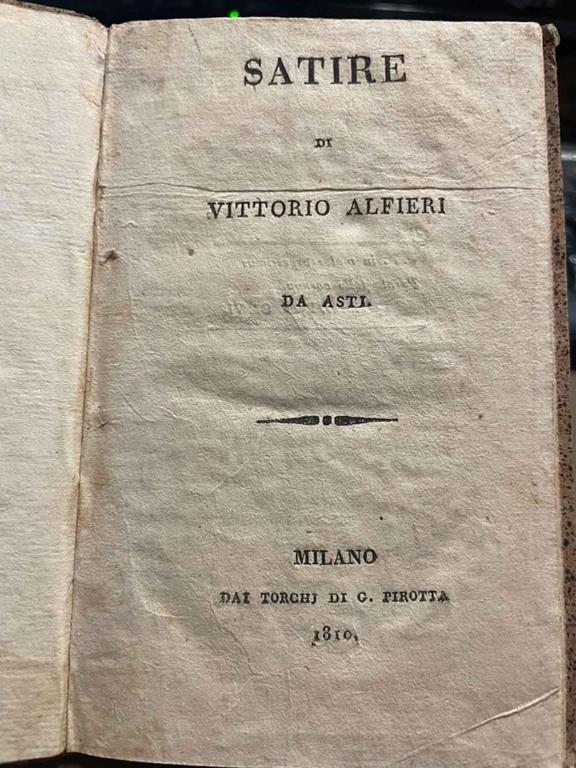 SATIRE
DI
VITTORIO ALFIERI
DA ASTI.
MILANO
DAI TORCHJ DI G. PIROTTA
1810.